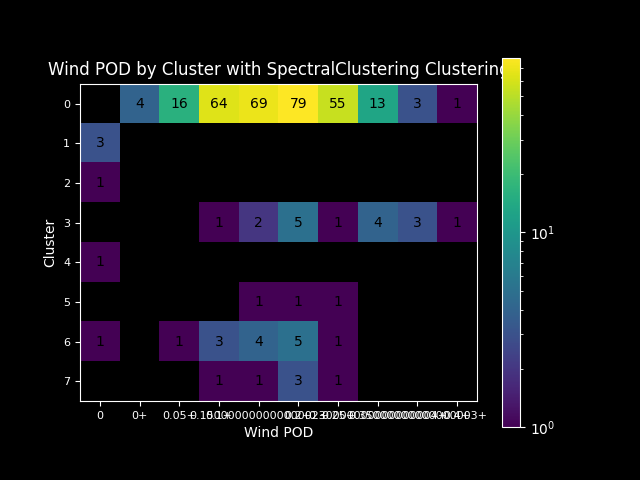 Wind POD by Cluster with SpectralClustering Clustering
0 4 16 64 69 79 55 13 3 1
1 3
2 1
3 1 2 5 1 4 3 1
4 1
5 1 1 1
6 1 1 3 4 5 1
7 1 1 3 1
0 0+ 0.05+
Wind POD
Cluster
10¹
10⁰